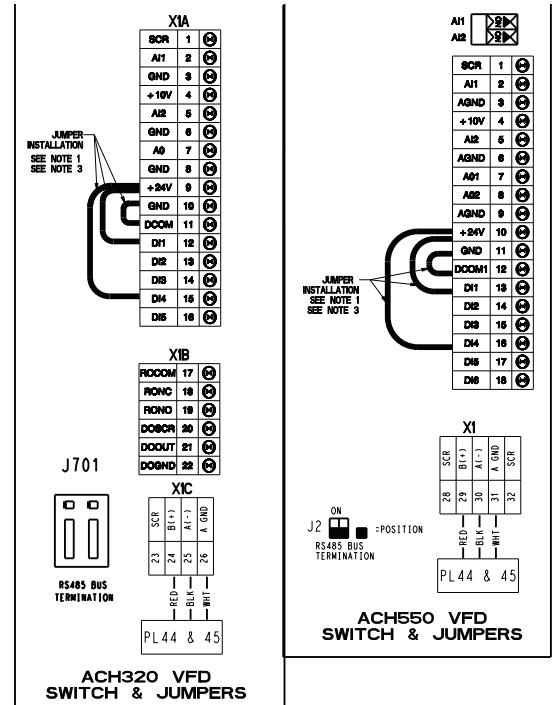 X1A
SCR 1
AI1 2
GND 3
+10V 4
AI2 5
GND 6
A0 7
GND 8
+24V 9
GND 10
DCOM 11
DI1 12
DI2 13
DI3 14
DI4 15
DI5 16
JUMPER
INSTALLATION
SEE NOTE 1
SEE NOTE 3
X1B
ROCOM 17
RONC 18
RONO 19
DOSCR 20
DOOUT 21
DOGND 22
J701
RS485 BUS
TERMINATION
X1C
SCR B(+) A(-) A GND
23 24 25 26
RED BLK WHT
PL44 & 45
ACH320 VFD
SWITCH & JUMPERS
AI1
AI2
ON
SCR 1
AI1 2
AGND 3
+10V 4
AI2 5
AGND 6
A01 7
A02 8
AGND 9
+24V 10
GND 11
DCOM1 12
DI1 13
DI2 14
DI3 15
DI4 16
DI5 17
DI6 18
JUMPER
INSTALLATION
SEE NOTE 1
SEE NOTE 3
X1
SCR B(+) A(-) A GND SCR
28 29 30 31 32
RED BLK WHT
PL44 & 45
ON
J2 =POSITION
RS485 BUS
TERMINATION
ACH550 VFD
SWITCH & JUMPERS